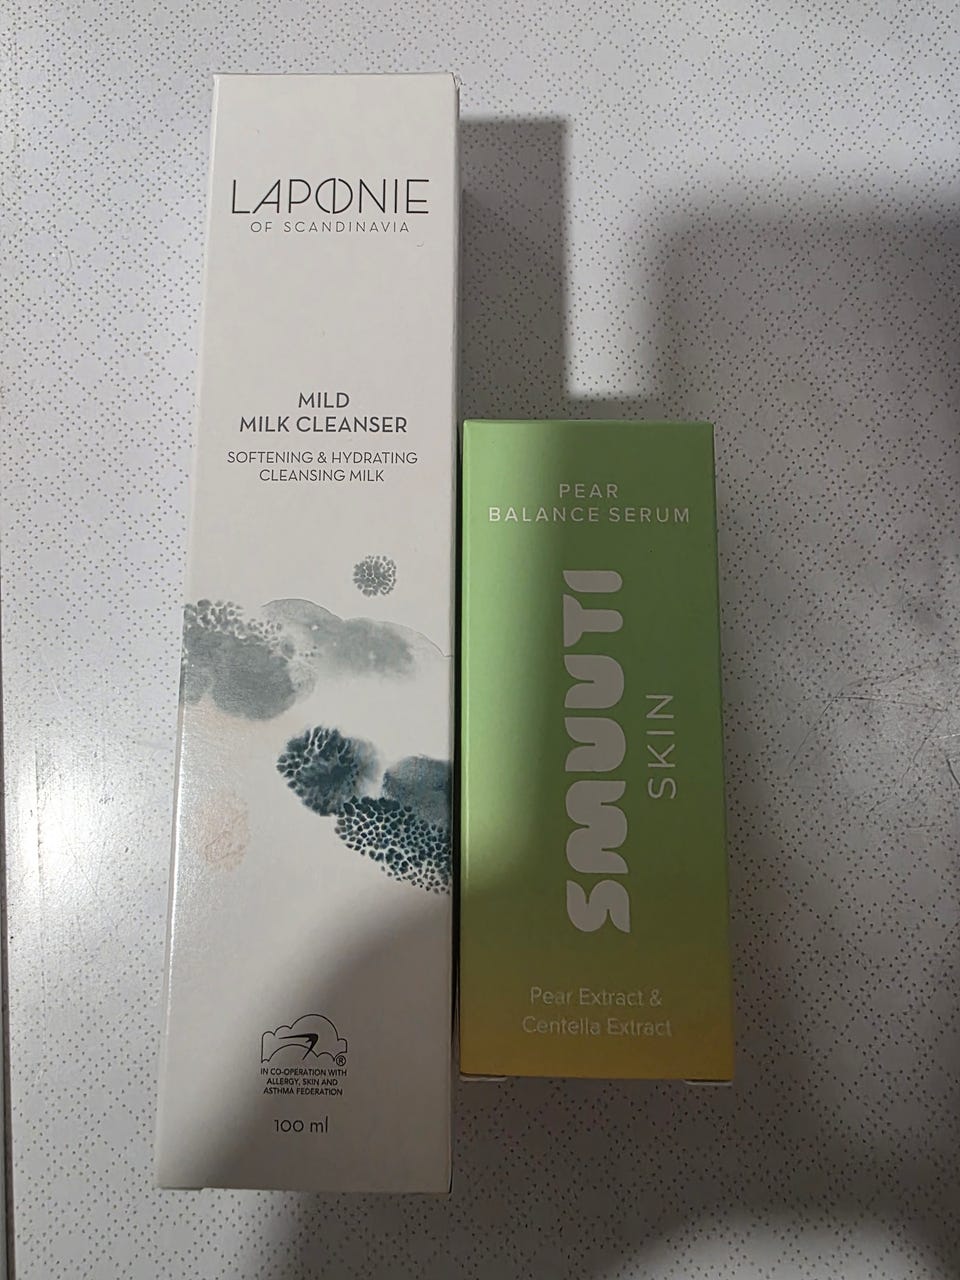 LAPONIE
OF SCANDINAVIA
MILD
MILK CLEANSER
SOFTENING & HYDRATING
CLEANSING MILK
IN CO-OPERATION WITH
ALLERGY, SKIN AND
ASTHMA FEDERATION
100 ml
PEAR
BALANCE SERUM
SMUUTI
SKIN
Pear Extract &
Centella Extract